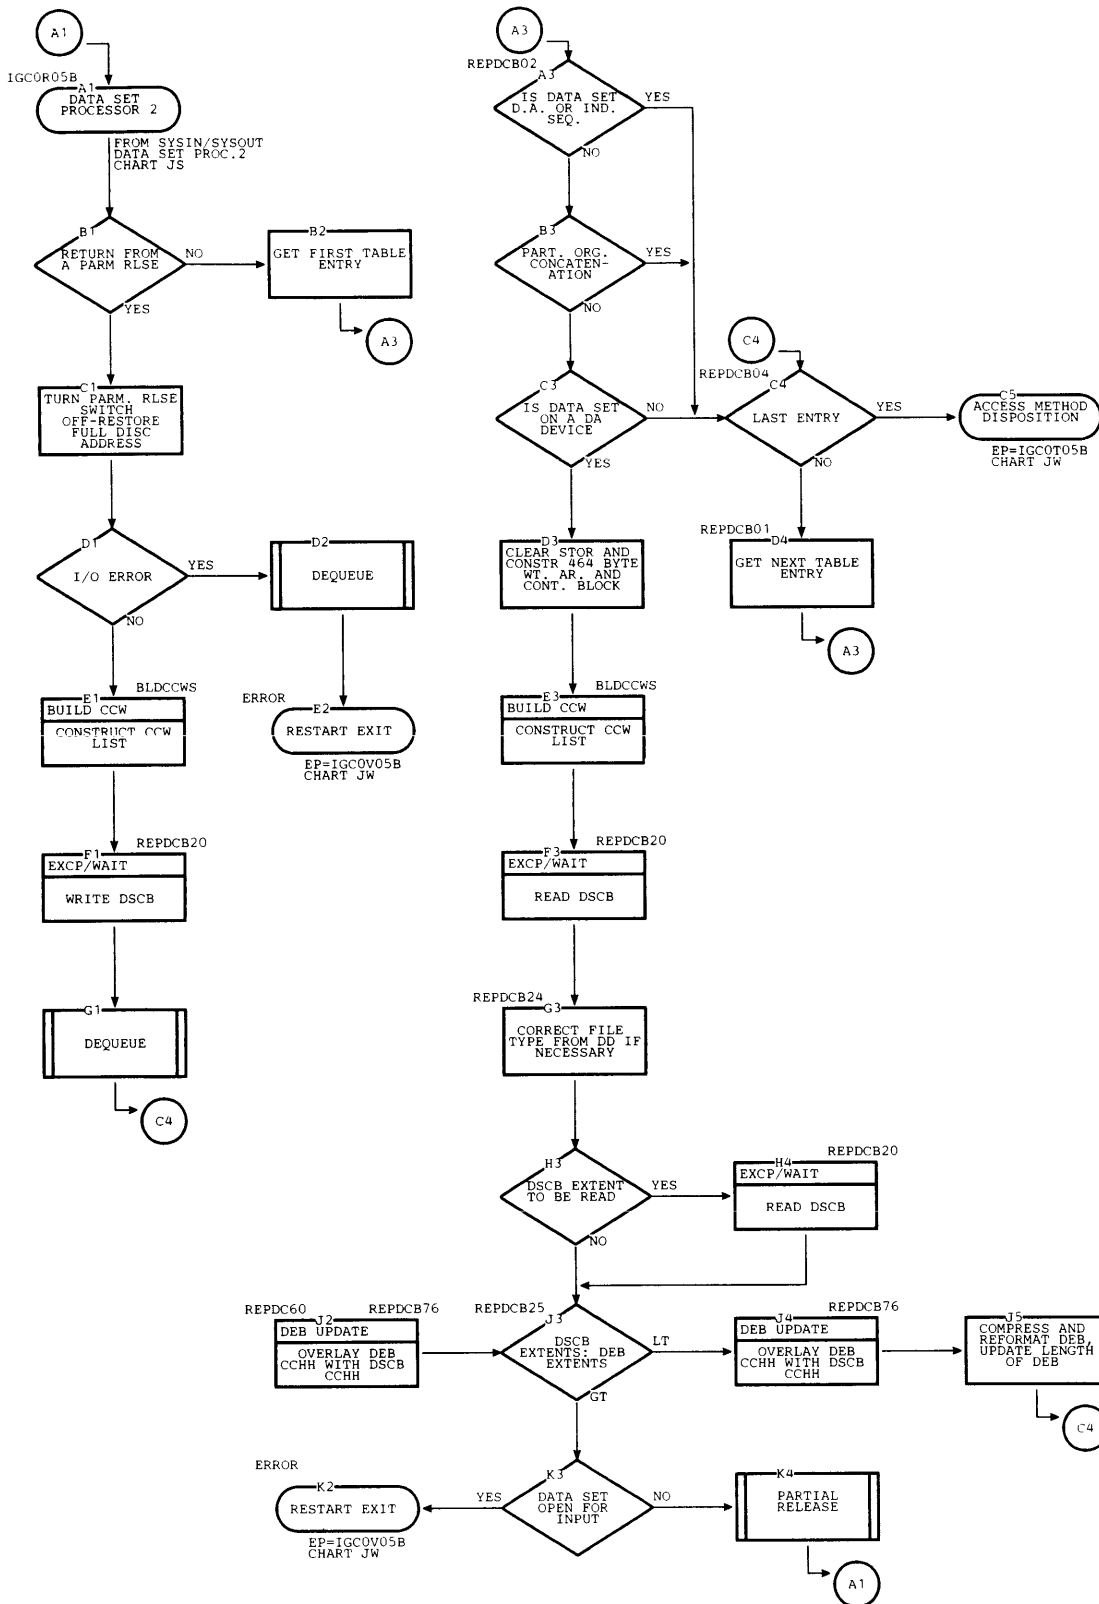 A1
IGC0R05B
A1
DATA SET
PROCESSOR 2
FROM SYSIN/SYSOUT
DATA SET PROC.2
CHART JS
B1
RETURN FROM
A PARM RLSE
NO
YES
B2
GET FIRST TABLE
ENTRY
A3
C1
TURN PARM. RLSE
SWITCH
OFF-RESTORE
FULL DISC
ADDRESS
D1
I/O ERROR
YES
NO
D2
DEQUEUE
ERROR
E2
RESTART EXIT
EP=IGC0V05B
CHART JW
BLDCCWS
E1
BUILD CCW
CONSTRUCT CCW
LIST
REPDCB20
F1
EXCP/WAIT
WRITE DSCB
G1
DEQUEUE
C4
A3
REPDCB02
A3
IS DATA SET
D.A. OR IND.
SEQ.
YES
NO
B3
PART. ORG.
CONCATEN-
ATION
YES
NO
C3
IS DATA SET
ON A DA
DEVICE
NO
YES
C4
REPDCB04
C4
LAST ENTRY
YES
NO
C5
ACCESS METHOD
DISPOSITION
EP=IGC0T05B
CHART JW
REPDCB01
D4
GET NEXT TABLE
ENTRY
A3
D3
CLEAR STOR AND
CONSTR 464 BYTE
WT. AR. AND
CONT. BLOCK
BLDCCWS
E3
BUILD CCW
CONSTRUCT CCW
LIST
REPDCB20
F3
EXCP/WAIT
READ DSCB
REPDCB24
G3
CORRECT FILE
TYPE FROM DD IF
NECESSARY
H3
DSCB EXTENT
TO BE READ
YES
NO
REPDCB20
H4
EXCP/WAIT
READ DSCB
REPDC60
REPDCB76
J2
DEB UPDATE
OVERLAY DEB
CCHH WITH DSCB
CCHH
REPDCB25
J3
DSCB
EXTENTS: DEB
EXTENTS
LT
GT
REPDCB76
J4
DEB UPDATE
OVERLAY DEB
CCHH WITH DSCB
CCHH
J5
COMPRESS AND
REFORMAT DEB,
UPDATE LENGTH
OF DEB
C4
ERROR
K2
RESTART EXIT
EP=IGC0V05B
CHART JW
K3
DATA SET
OPEN FOR
INPUT
YES
NO
K4
PARTIAL
RELEASE
A1